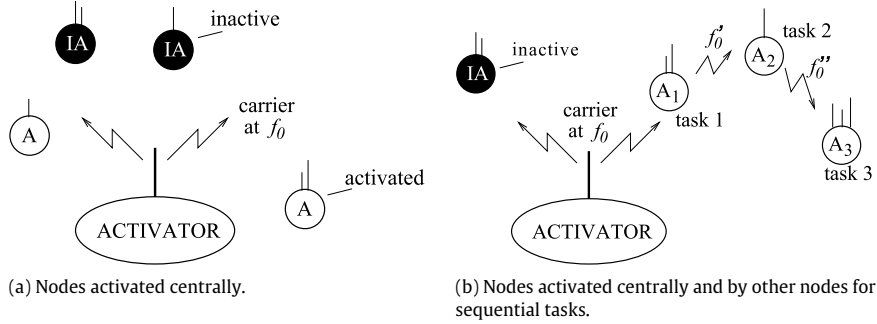 IA
IA
inactive
A
carrier
at f₀
A
activated
ACTIVATOR
(a) Nodes activated centrally.
IA
inactive
carrier
at f₀
A₁
task 1
f₀'
A₂
task 2
f₀''
A₃
task 3
ACTIVATOR
(b) Nodes activated centrally and by other nodes for
sequential tasks.